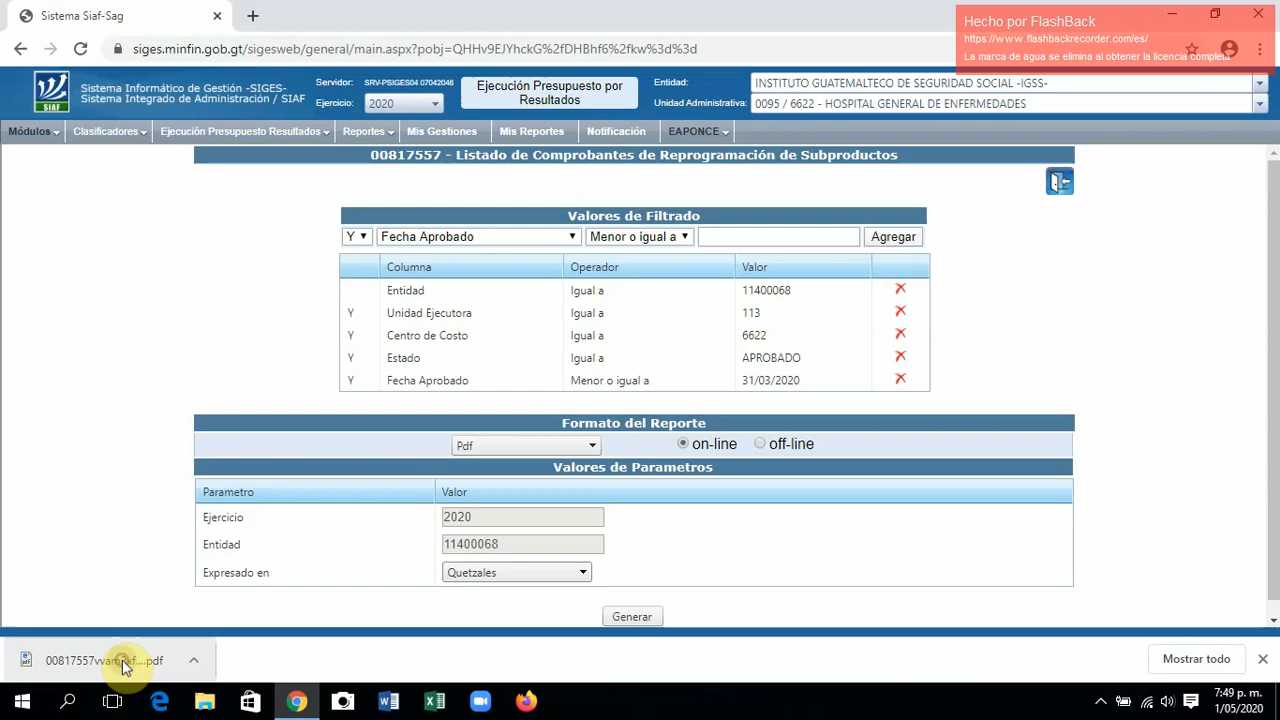 Sistema Siaf-Sag
Hecho por FlashBack
https://www.flashbackrecorder.com/es/
La marca de agua se elimina al obtener la licencia completa
siges.minfin.gob.gt/sigesweb/general/marco.aspx?proj=QHHv9EJYhckG%2fDHBhf6%2fkw%3d%3d
SIAF
Sistema Informático de Gestión -SIGES-
Sistema Integrado de Administración / SIAF
Servidor: SRV-PSIGES04 07042046
Ejercicio: 2020
Ejecución Presupuesto por Resultados
Entidad: INSTITUTO GUATEMALTECO DE SEGURIDAD SOCIAL -IGSS-
Unidad Administrativa: 0095 / 6622 - HOSPITAL GENERAL DE ENFERMEDADES
Módulos Clasificadores Ejecución Presupuesto Resultados Reportes Mis Gestiones Mis Reportes Notificación EAPONCE
00817557 - Listado de Comprobantes de Reprogramación de Subproductos
Valores de Filtrado
Y Fecha Aprobado Menor o igual a Agregar
Columna Operador Valor
Entidad Igual a 11400068
Y Unidad Ejecutora Igual a 113
Y Centro de Costo Igual a 6622
Y Estado Igual a APROBADO
Y Fecha Aprobado Menor o igual a 31/03/2020
Formato del Reporte
Pdf on-line off-line
Valores de Parametros
Parametro Valor
Ejercicio 2020
Entidad 11400068
Expresado en Quetzales
Generar
Mostrar todo
7:49 p. m.
1/05/2020